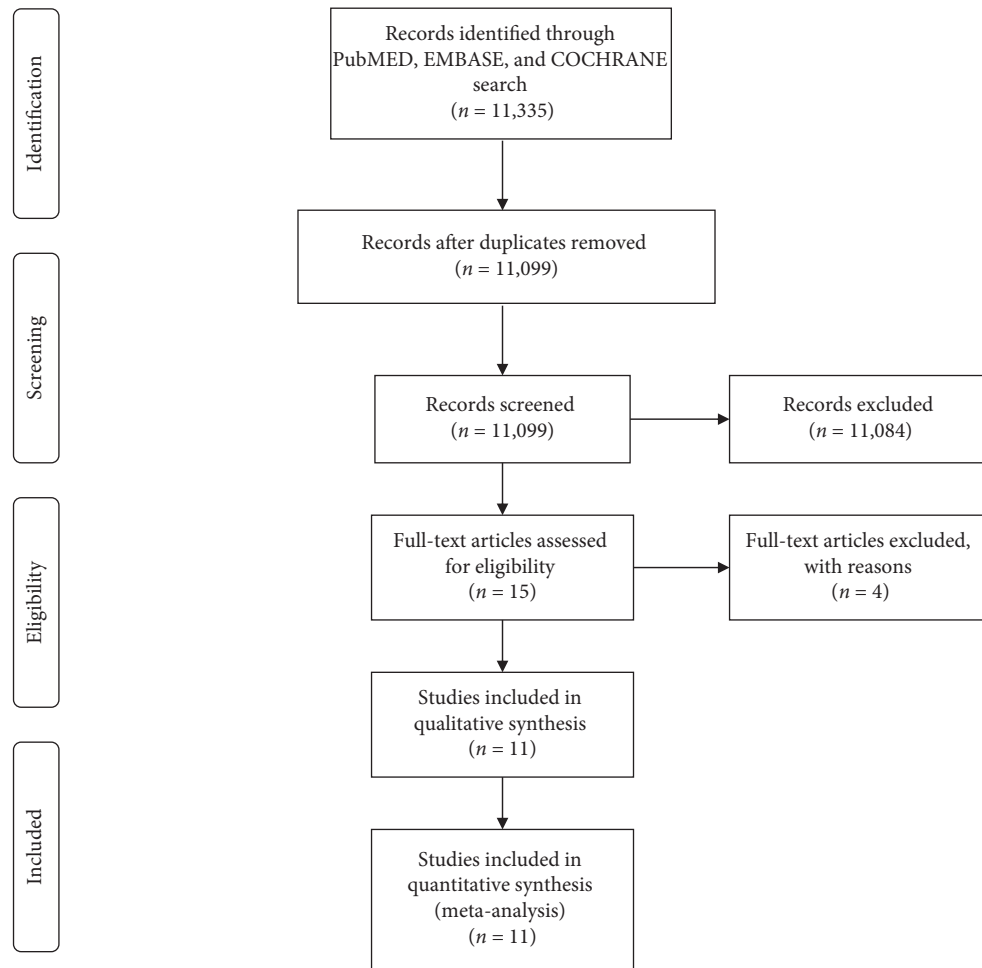 Identification
Records identified through
PubMED, EMBASE, and COCHRANE
search
(n = 11,335)
Records after duplicates removed
(n = 11,099)
Screening
Records screened
(n = 11,099)
Records excluded
(n = 11,084)
Eligibility
Full-text articles assessed
for eligibility
(n = 15)
Full-text articles excluded,
with reasons
(n = 4)
Studies included in
qualitative synthesis
(n = 11)
Included
Studies included in
quantitative synthesis
(meta-analysis)
(n = 11)